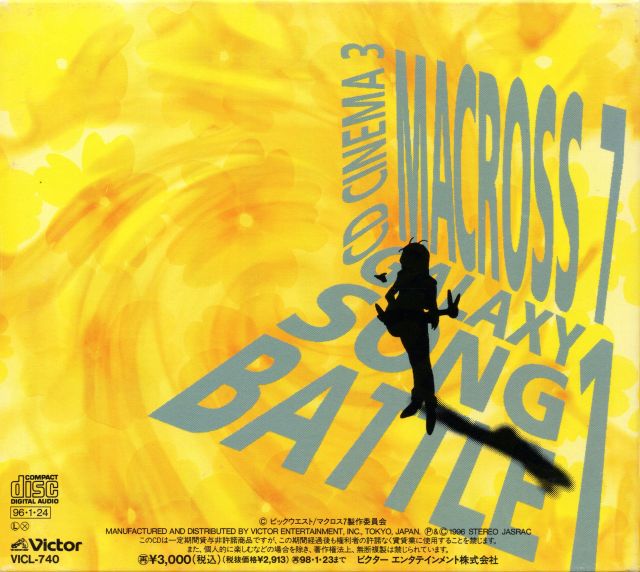 CD CINEMA 3
MACROSS 7
GALAXY
SONG
BATTLE 1
COMPACT
disc
DIGITAL AUDIO
96・1・24
Ⓛ Ⓧ
Victor
VICL-740
© ビックウエスト/マクロス7製作委員会
MANUFACTURED AND DISTRIBUTED BY VICTOR ENTERTAINMENT, INC., TOKYO, JAPAN. Ⓟ&© 1996 STEREO JASRAC
このCDは一定期間貸与非許諾商品ですが、この期間経過後も権利者の許諾なく賃貸業に使用することを禁じます。
また、個人的に楽しむなどの場合を除き、著作権法上、無断複製は禁じられています。
再¥3,000(税込)(税抜価格¥2,913) 再98・1・23まで ビクター エンタテインメント株式会社